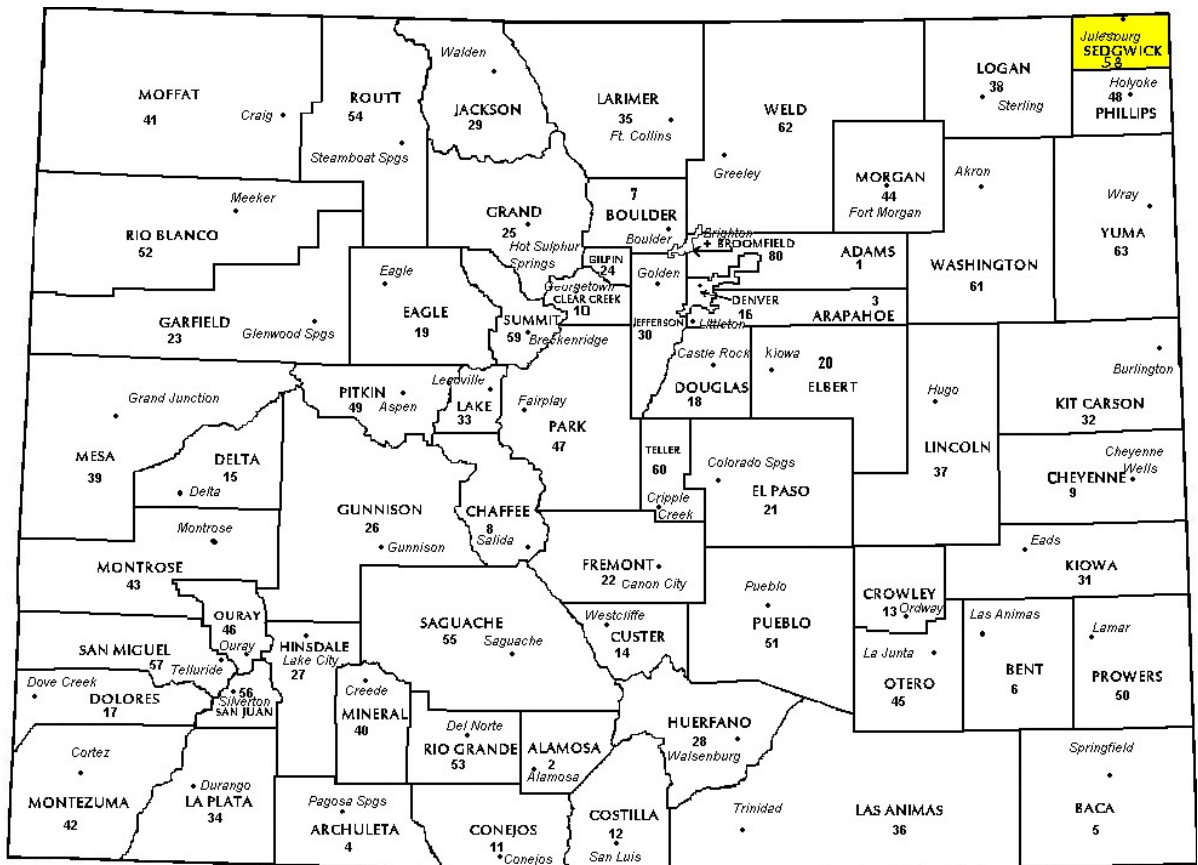 Walden
JACKSON
29
MOFFAT
41
Craig
ROUTT
54
Steamboat Spgs
LARIMER
35
Ft. Collins
WELD
62
Greeley
LOGAN
38
Sterling
Julesburg
SEDGWICK
58
Holyoke
48
PHILLIPS
MORGAN
44
Fort Morgan
Akron
WASHINGTON
61
Wray
YUMA
63
Meeker
RIO BLANCO
52
GRAND
25
Hot Sulphur
Springs
7
BOULDER
Boulder
Brighton
+ BROOMFIELD
80
ADAMS
1
GILPIN
24
Golden
JEFFERSON
30
DENVER
16
3
ARAPAHOE
Littleton
Georgetown
CLEAR CREEK
10
Eagle
EAGLE
19
SUMMIT
59
Breckenridge
GARFIELD
23
Glenwood Spgs
Castle Rock
DOUGLAS
18
kiowa
20
ELBERT
Hugo
LINCOLN
37
Burlington
KIT CARSON
32
Grand Junction
MESA
39
PITKIN
49
Aspen
Leadville
LAKE
33
Fairplay
PARK
47
DELTA
15
Delta
TELLER
60
Cripple
Creek
Colorado Spgs
EL PASO
21
Cheyenne
Wells
CHEYENNE
9
GUNNISON
26
Gunnison
CHAFFEE
8
Salida
Montrose
MONTROSE
43
FREMONT
22
Canon City
Eads
KIOWA
31
CROWLEY
13
Ordway
Pueblo
PUEBLO
51
OURAY
46
Ouray
HINSDALE
Lake City
27
SAGUACHE
55
Saguache
Westcliffe
CUSTER
14
Las Animas
BENT
6
Lamar
PROWERS
50
La Junta
OTERO
45
SAN MIGUEL
57
Telluride
Dove Creek
DOLORES
17
56
Silverton
SAN JUAN
Creede
MINERAL
40
Del Norte
RIO GRANDE
53
ALAMOSA
2
Alamosa
HUERFANO
28
Walsenburg
Cortez
MONTEZUMA
42
Durango
LA PLATA
34
Pagosa Spgs
ARCHULETA
4
CONEJOS
11
Conejos
COSTILLA
12
San Luis
Trinidad
LAS ANIMAS
36
Springfield
BACA
5